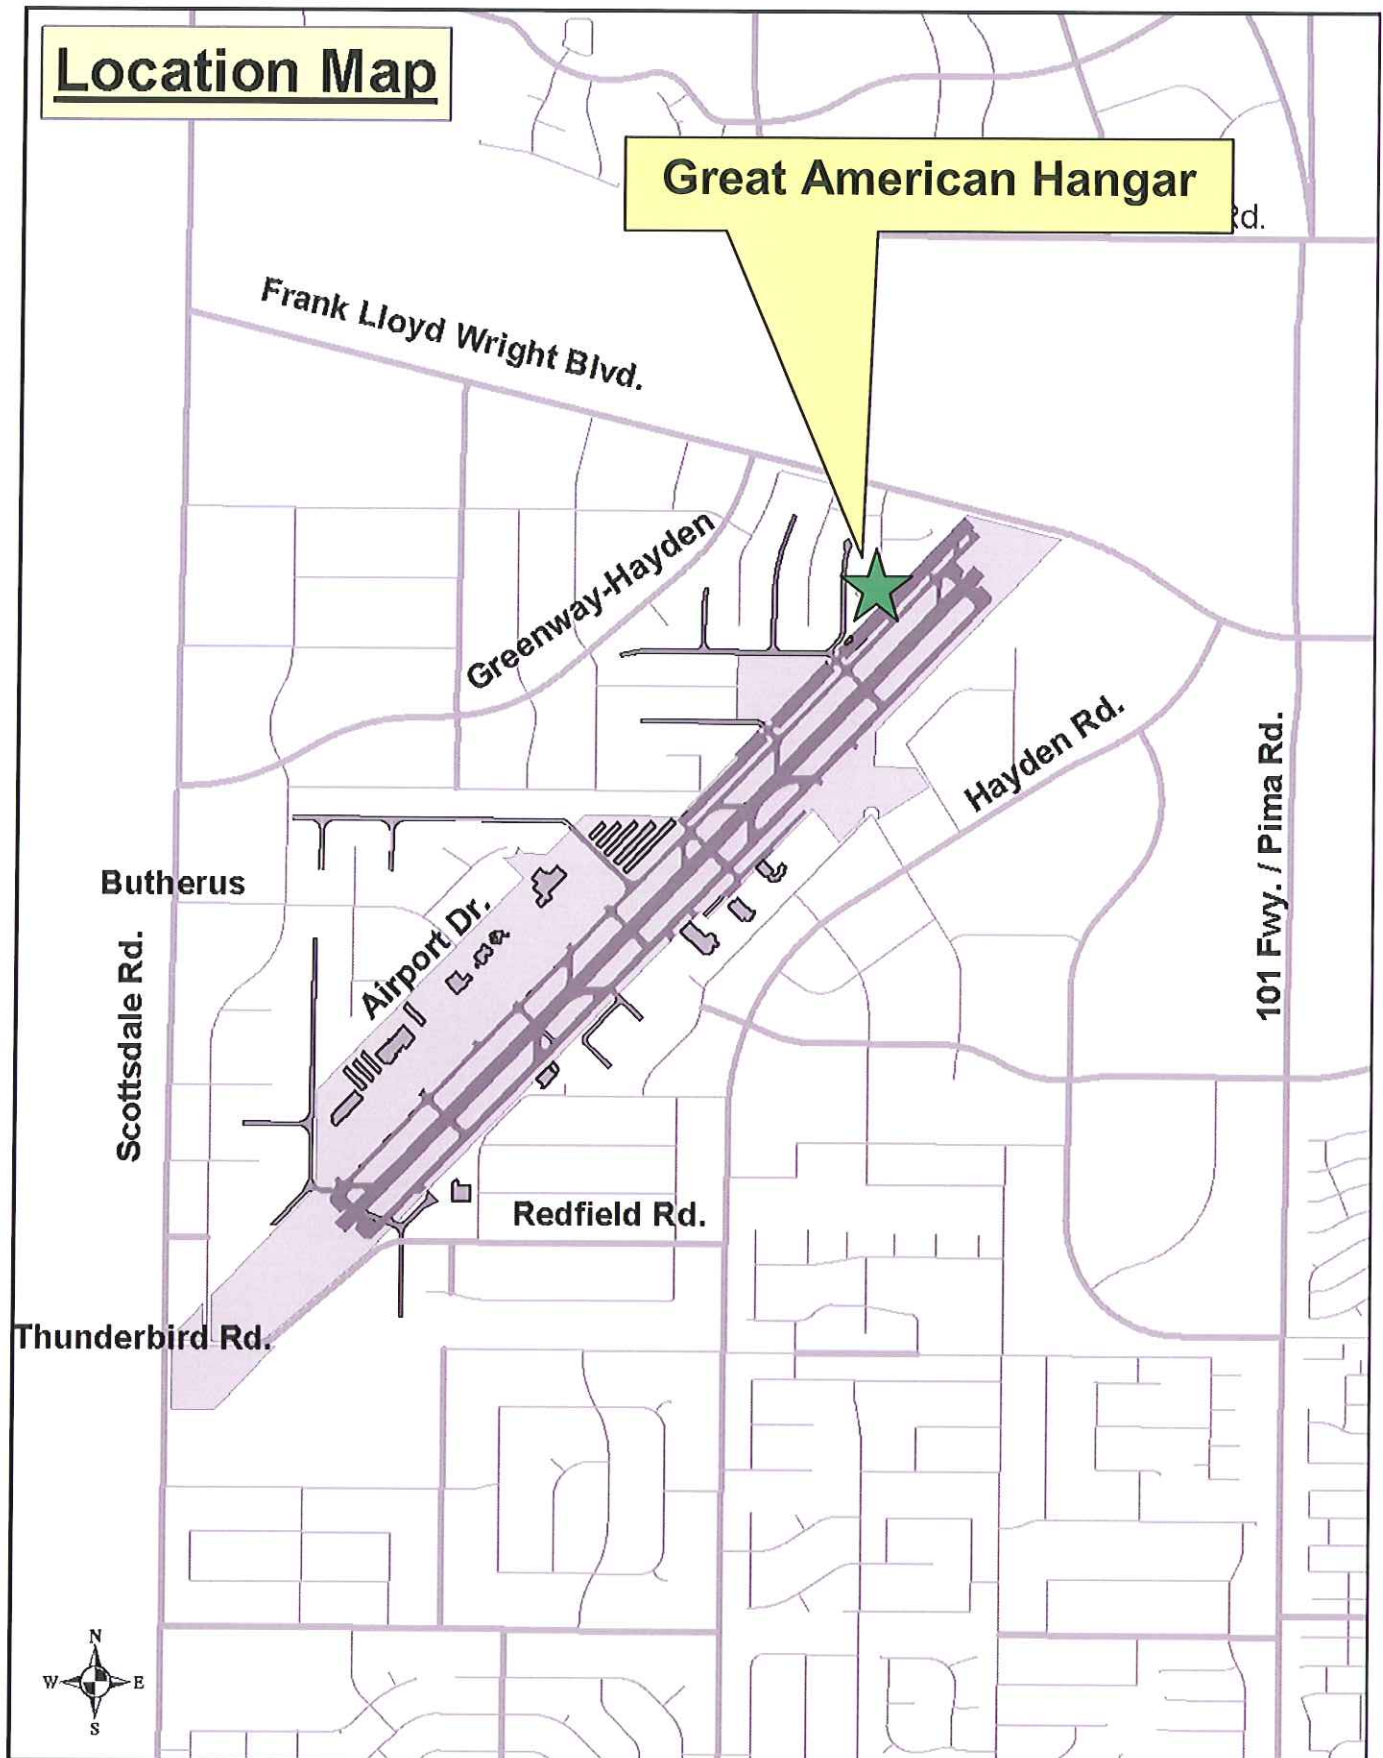 Location Map
Great American Hangar
Rd.
Frank Lloyd Wright Blvd.
Greenway-Hayden
Hayden Rd.
101 Fwy. / Pima Rd.
Butherus
Airport Dr.
Scottsdale Rd.
Redfield Rd.
Thunderbird Rd.
N
W E
S